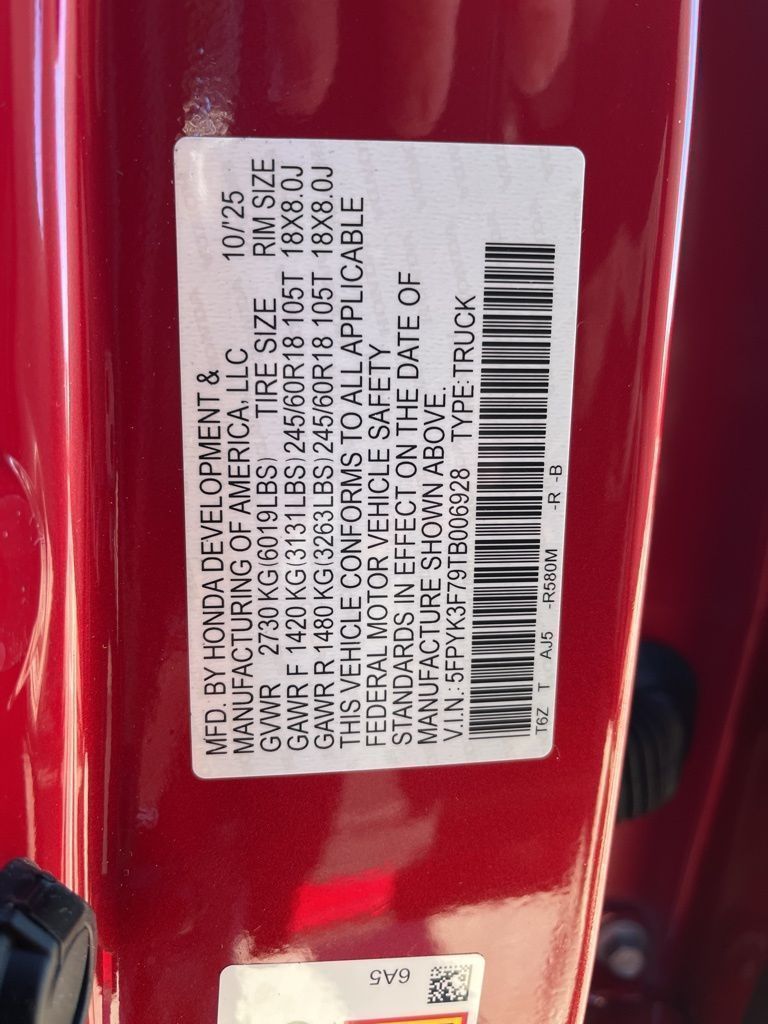 MFD. BY HONDA DEVELOPMENT &
MANUFACTURING OF AMERICA, LLC 10/'25
GVWR 2730 KG(6019LBS) TIRE SIZE RIM SIZE
GAWR F 1420 KG(3131LBS) 245/60R18 105T 18X8.0J
GAWR R 1480 KG(3263LBS) 245/60R18 105T 18X8.0J
THIS VEHICLE CONFORMS TO ALL APPLICABLE
FEDERAL MOTOR VEHICLE SAFETY
STANDARDS IN EFFECT ON THE DATE OF
MANUFACTURE SHOWN ABOVE.
V.I.N.: 5FPYK3F79TB006928 TYPE:TRUCK
T6Z T AJ5 -R580M -R -B
6A5